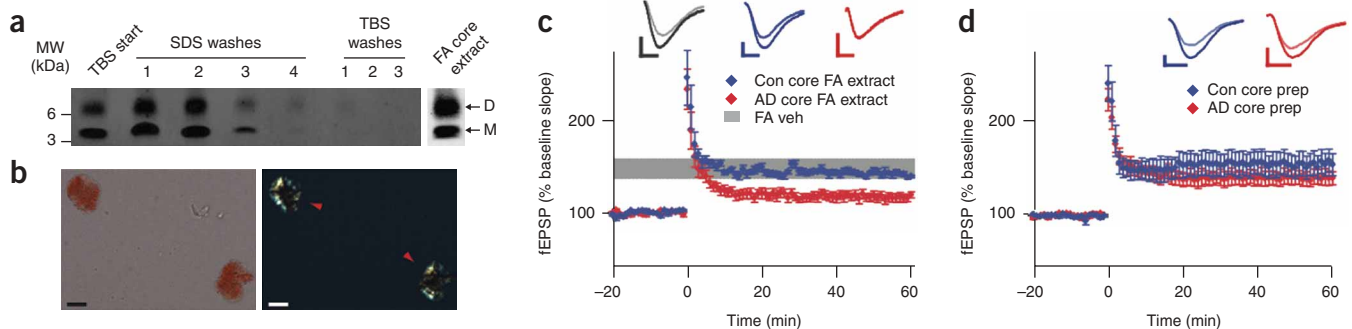 a
MW
(kDa)
TBS start
SDS washes
1 2 3 4
TBS
washes
1 2 3
FA core
extract
6
3
D
M
b
c
fEPSP (% baseline slope)
200
100
Con core FA extract
AD core FA extract
FA veh
–20 0 20 40 60
Time (min)
d
fEPSP (% baseline slope)
200
100
Con core prep
AD core prep
–20 0 20 40 60
Time (min)